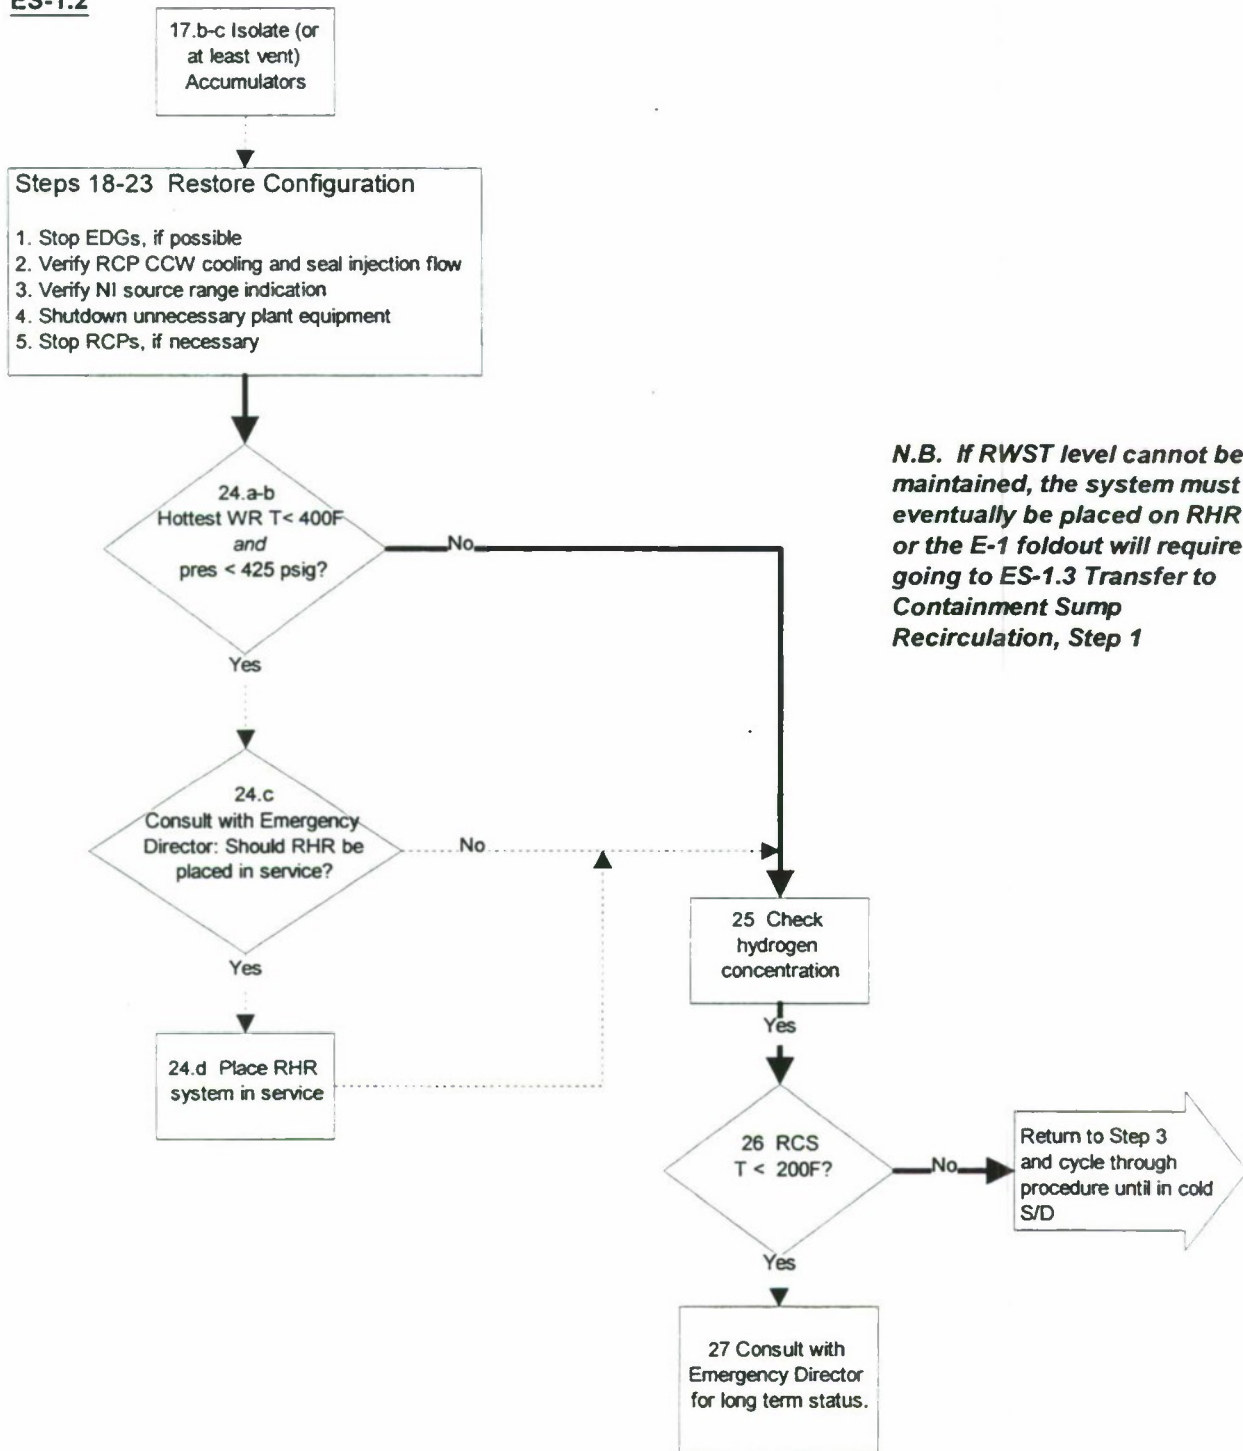 ES-1.2
17.b-c Isolate (or
at least vent)
Accumulators
Steps 18-23 Restore Configuration
1. Stop EDGs, if possible
2. Verify RCP CCW cooling and seal injection flow
3. Verify NI source range indication
4. Shutdown unnecessary plant equipment
5. Stop RCPs, if necessary
24.a-b
Hottest WR T< 400F
and
pres < 425 psig?
No
Yes
N.B. If RWST level cannot be
maintained, the system must
eventually be placed on RHR
or the E-1 foldout will require
going to ES-1.3 Transfer to
Containment Sump
Recirculation, Step 1
24.c
Consult with Emergency
Director: Should RHR be
placed in service?
No
Yes
24.d Place RHR
system in service
25 Check
hydrogen
concentration
Yes
26 RCS
T < 200F?
No
Return to Step 3
and cycle through
procedure until in cold
S/D
Yes
27 Consult with
Emergency Director
for long term status.